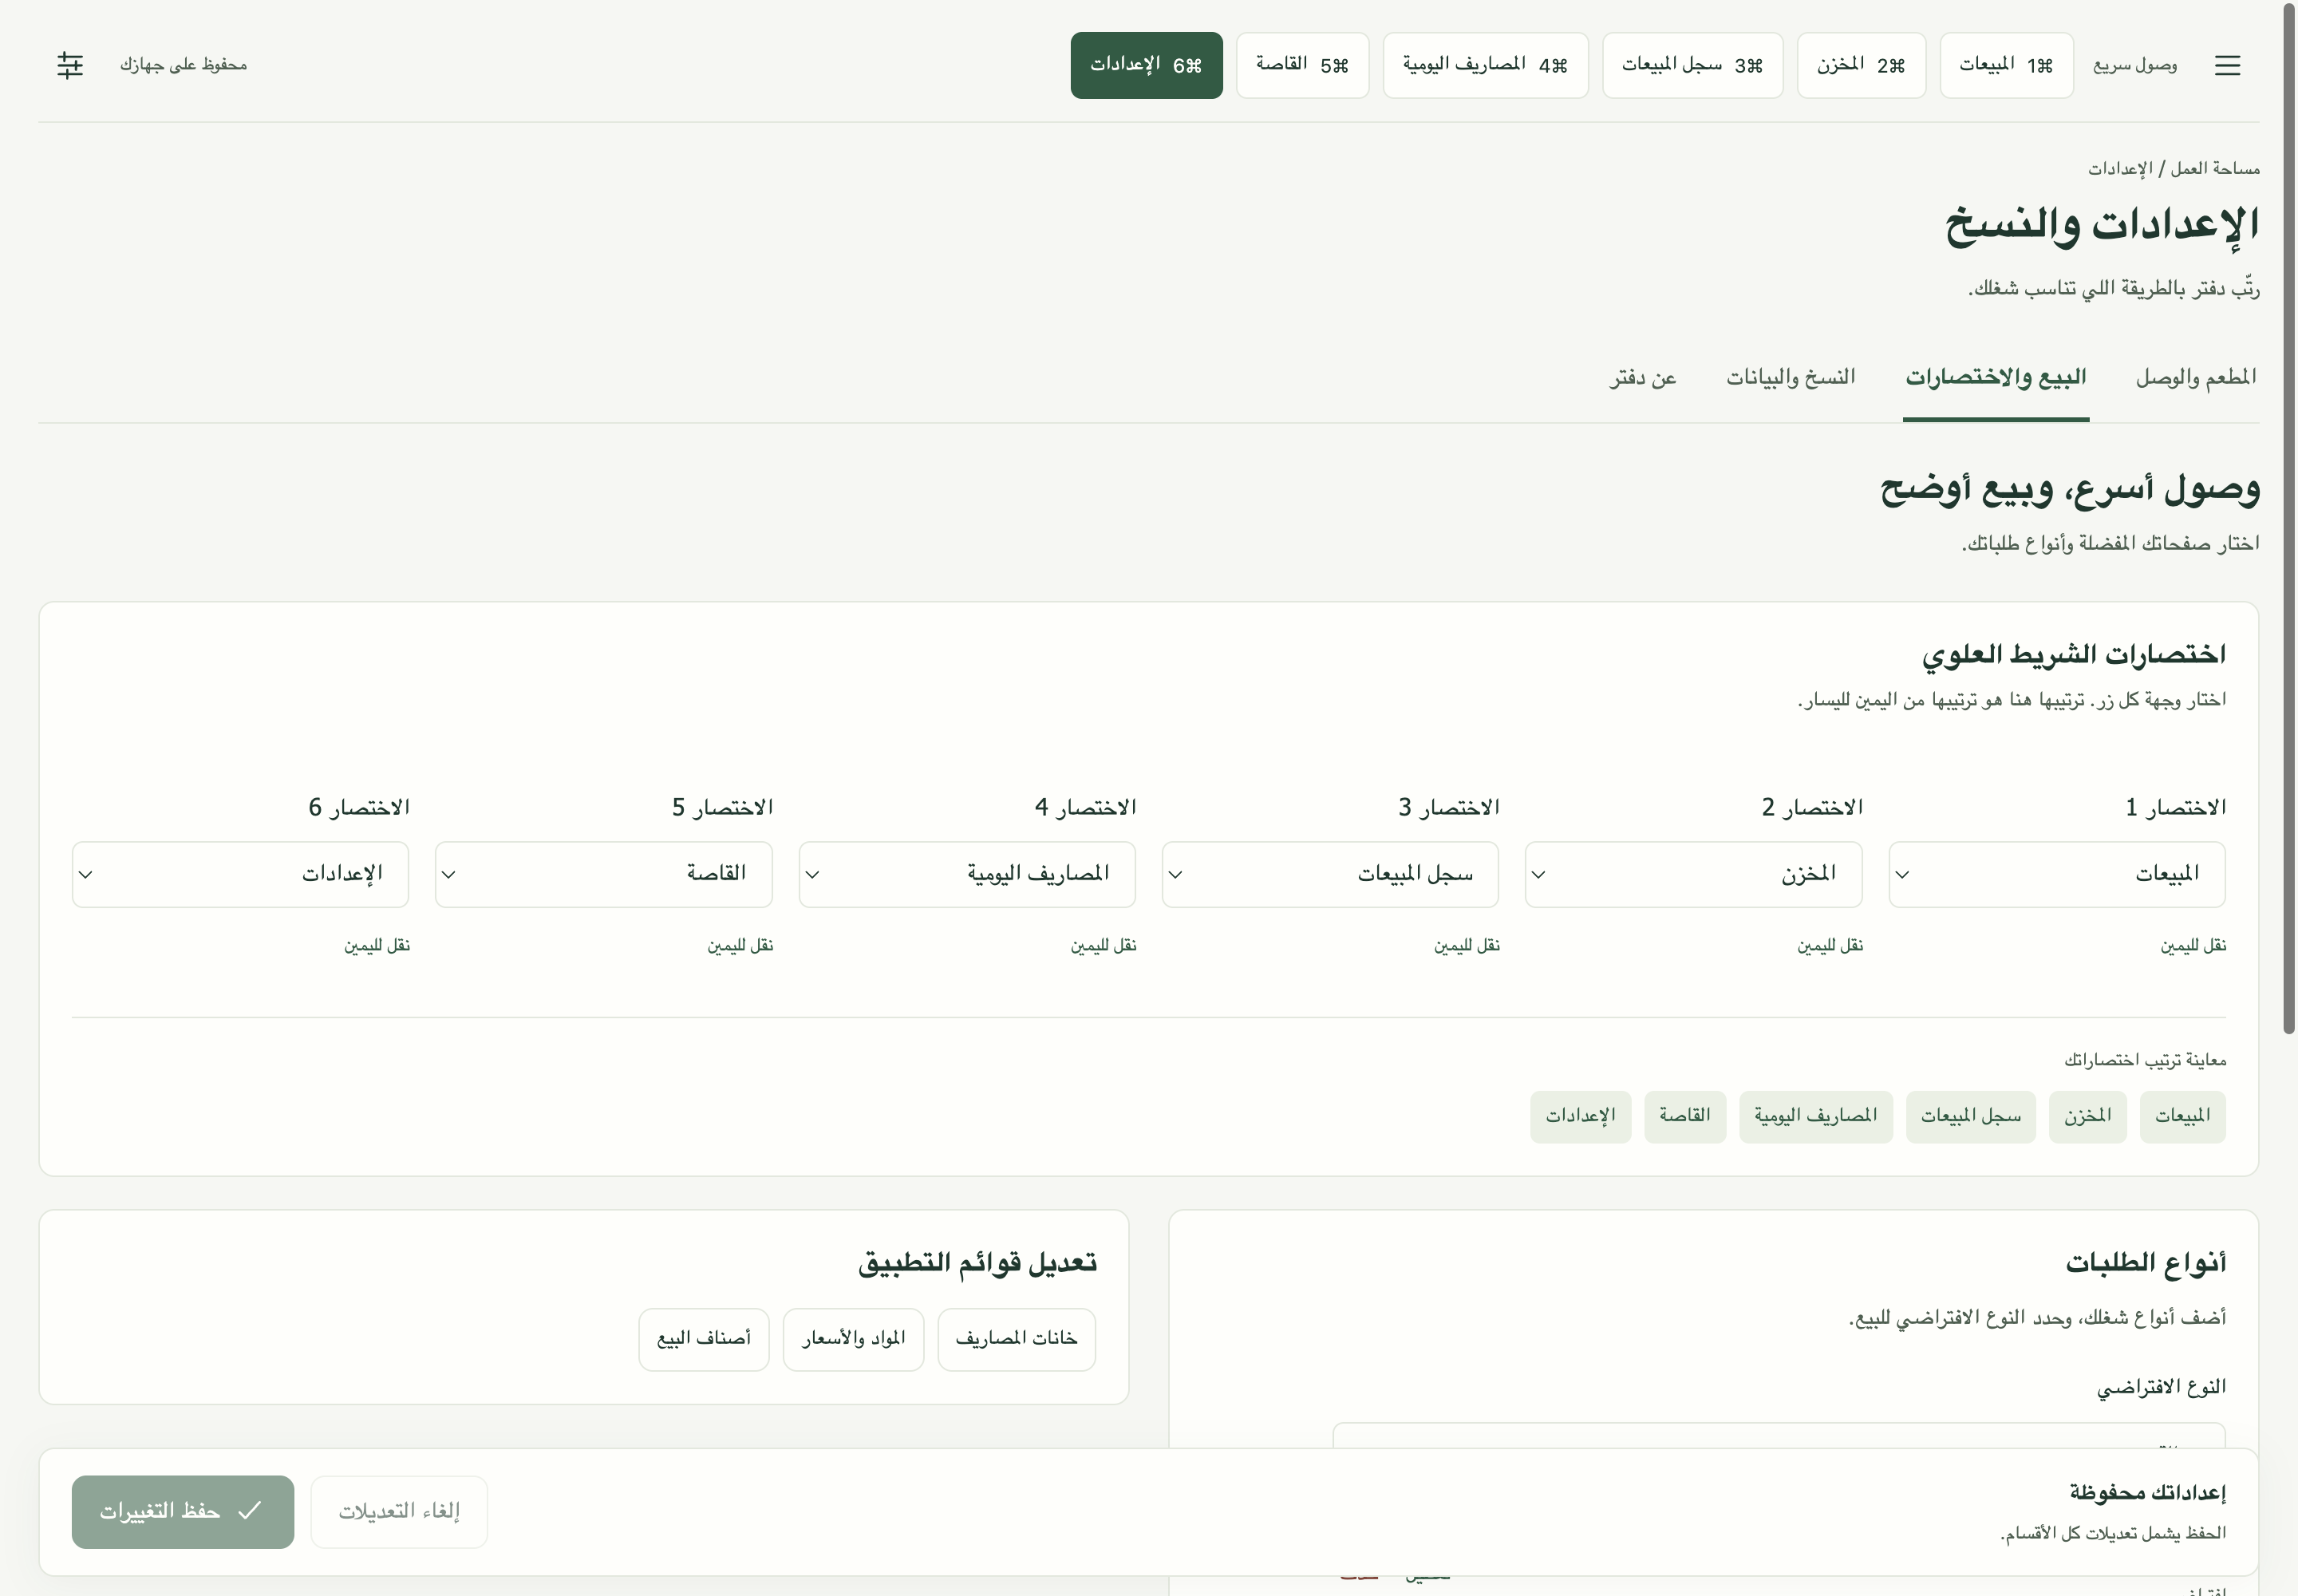 وصول سريع
⌘1 المبيعات
⌘2 المخزن
⌘3 سجل المبيعات
⌘4 المصاريف اليومية
⌘5 القاصة
⌘6 الإعدادات
محفوظ على جهازك
مساحة العمل / الإعدادات
الإعدادات والنسخ
رتّب دفتر بالطريقة اللي تناسب شغلك.
المطعم والوصل
البيع والاختصارات
النسخ والبيانات
عن دفتر
وصول أسرع، وبيع أوضح
اختار صفحاتك المفضلة وأنواع طلباتك.
اختصارات الشريط العلوي
اختار وجهة كل زر. ترتيبها هنا هو ترتيبها من اليمين لليسار.
الاختصار 1
المبيعات
نقل لليمين
الاختصار 2
المخزن
نقل لليمين
الاختصار 3
سجل المبيعات
نقل لليمين
الاختصار 4
المصاريف اليومية
نقل لليمين
الاختصار 5
القاصة
نقل لليمين
الاختصار 6
الإعدادات
نقل لليمين
معاينة ترتيب اختصاراتك
المبيعات
المخزن
سجل المبيعات
المصاريف اليومية
القاصة
الإعدادات
أنواع الطلبات
أضف أنواع شغلك، وحدد النوع الافتراضي للبيع.
النوع الافتراضي
تعديل قوائم التطبيق
خانات المصاريف
المواد والأسعار
أصناف البيع
إعداداتك محفوظة
الحفظ يشمل تعديلات كل الأقسام.
إلغاء التعديلات
حفظ التغييرات